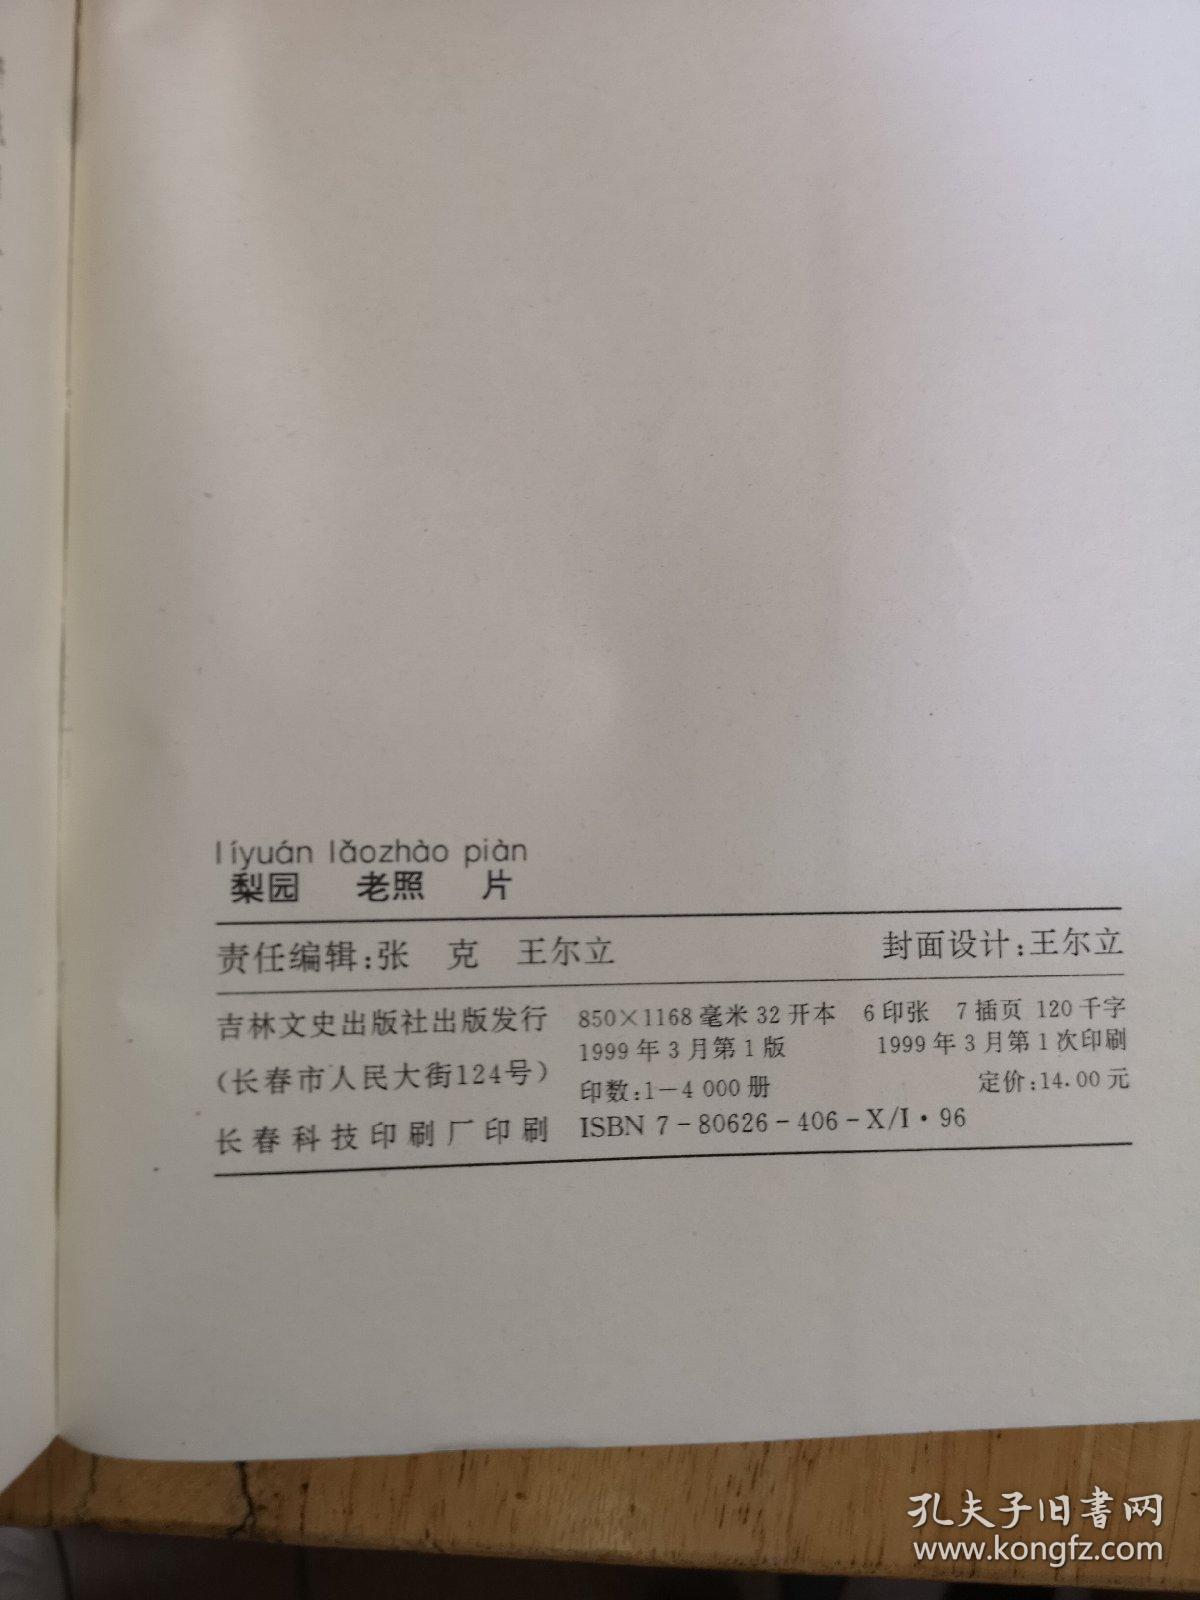 líyuán lǎozhào piàn
梨园 老照 片
责任编辑:张 克 王尔立 封面设计:王尔立
吉林文史出版社出版发行
(长春市人民大街124号)
长春科技印刷厂印刷
850×1168毫米32开本 6印张 7插页 120千字
1999年3月第1版 1999年3月第1次印刷
印数:1-4 000册 定价:14.00元
ISBN 7-80626-406-X/I·96
孔夫子旧書网
www.kongfz.com